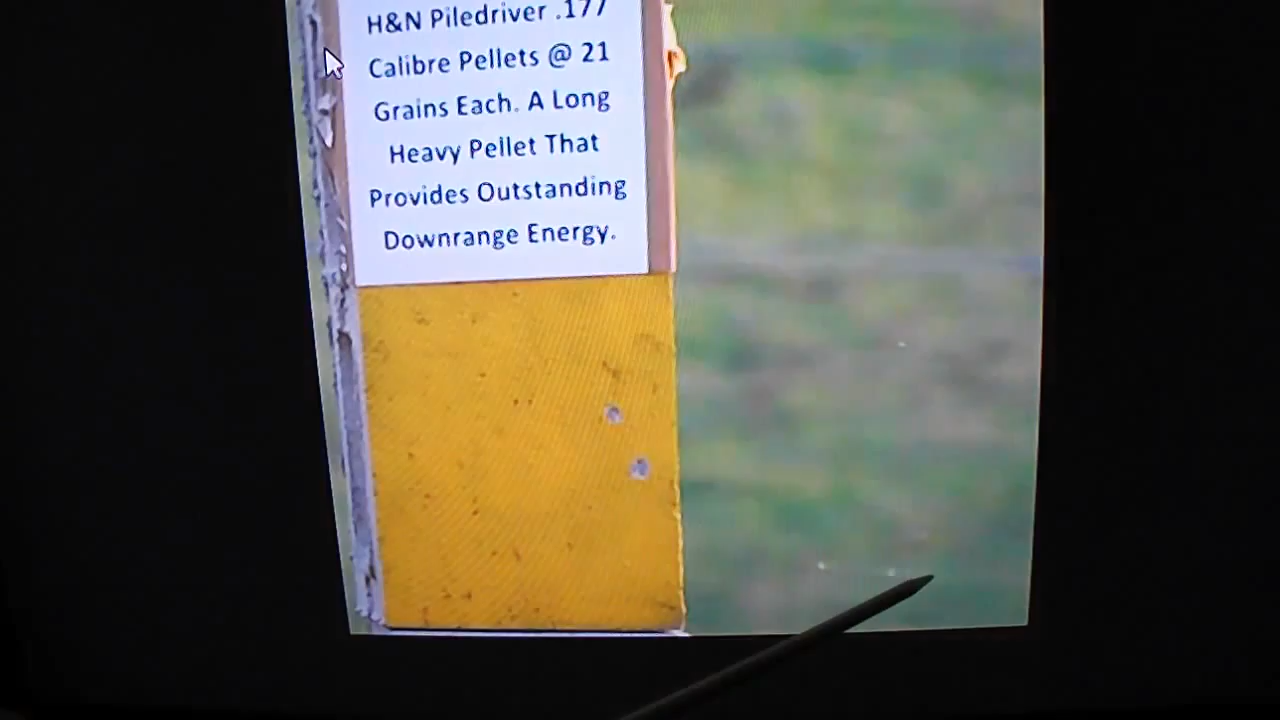 H&N Piledriver .177
Calibre Pellets @ 21
Grains Each. A Long
Heavy Pellet That
Provides Outstanding
Downrange Energy.